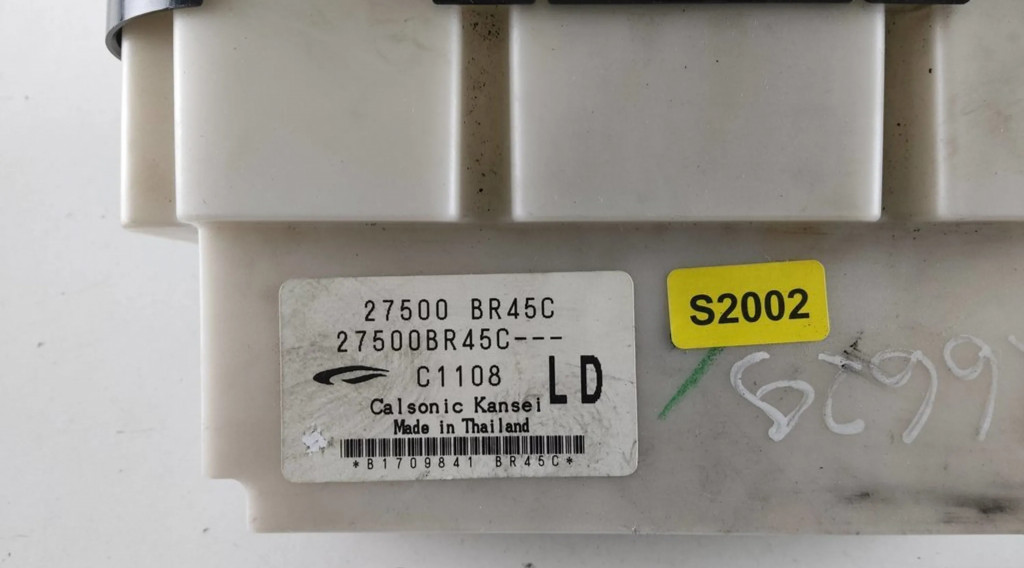 27500 BR45C
27500BR45C---
C1108
LD
Calsonic Kansei
Made in Thailand
*B1709841 BR45C*
S2002